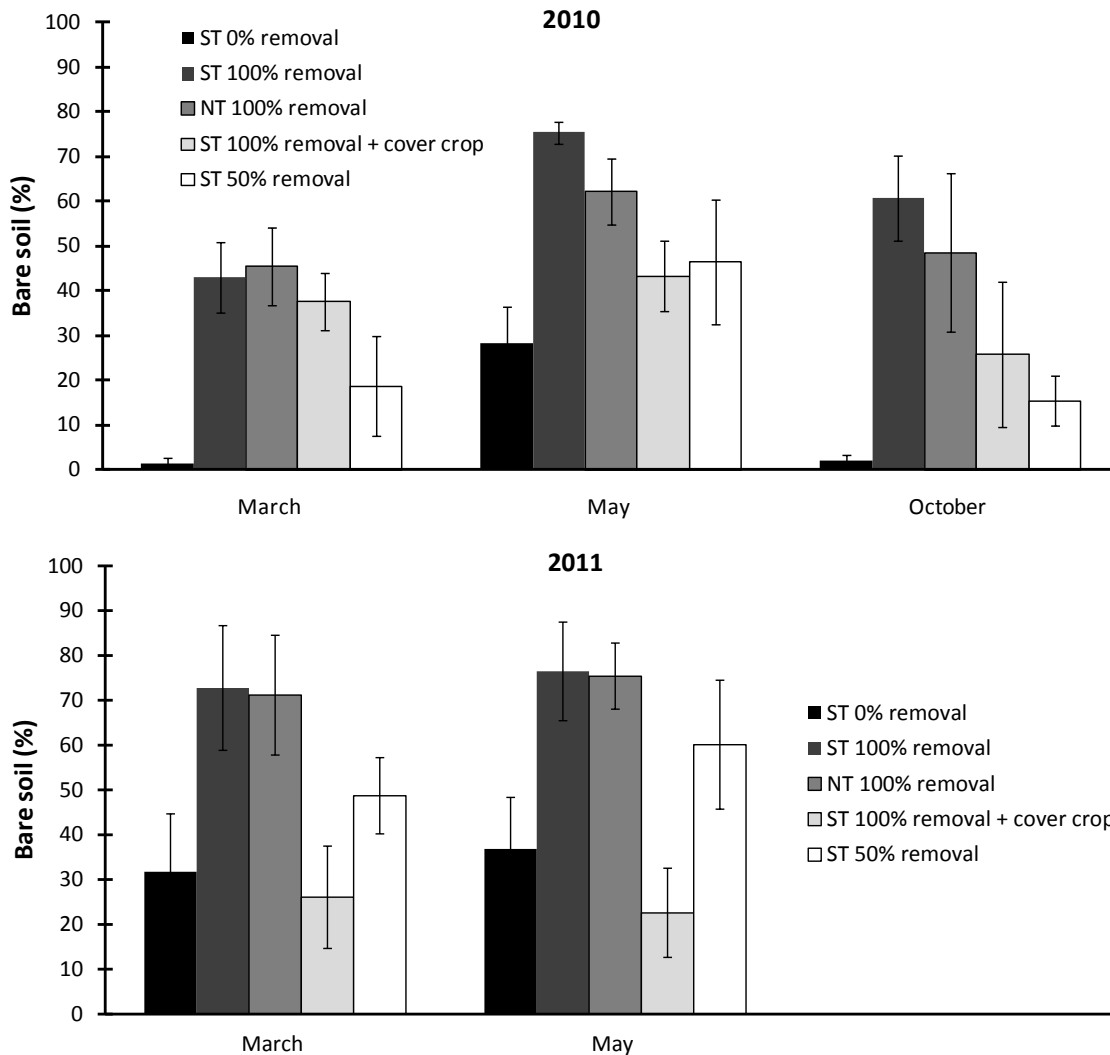 2010
Bare soil (%)
100
90
80
70
60
50
40
30
20
10
0
ST 0% removal
ST 100% removal
NT 100% removal
ST 100% removal + cover crop
ST 50% removal
March
May
October
2011
Bare soil (%)
100
90
80
70
60
50
40
30
20
10
0
ST 0% removal
ST 100% removal
NT 100% removal
ST 100% removal + cover crop
ST 50% removal
March
May